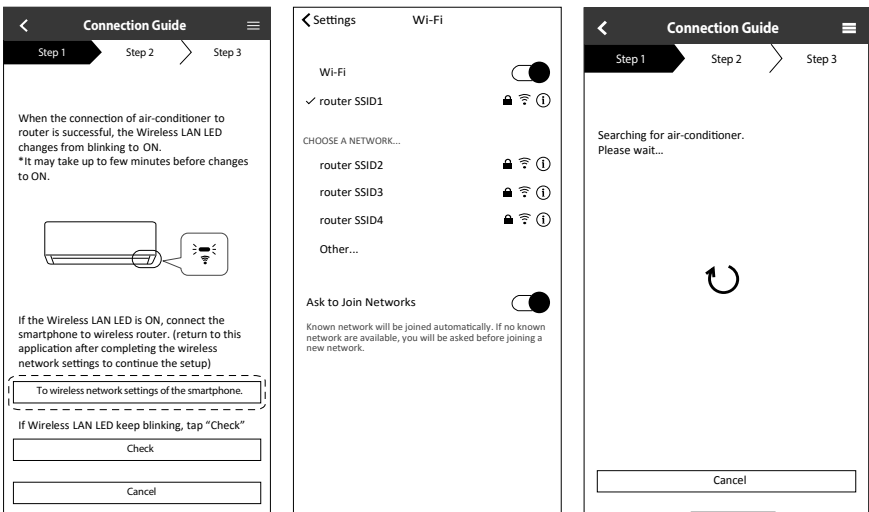 Connection Guide
Step 1
Step 2
Step 3
When the connection of air-conditioner to
router is successful, the Wireless LAN LED
changes from blinking to ON.
*It may take up to few minutes before changes
to ON.
If the Wireless LAN LED is ON, connect the
smartphone to wireless router. (return to this
application after completing the wireless
network settings to continue the setup)
To wireless network settings of the smartphone.
If Wireless LAN LED keep blinking, tap “Check”
Check
Cancel
Settings
Wi-Fi
Wi-Fi
router SSID1
CHOOSE A NETWORK...
router SSID2
router SSID3
router SSID4
Other...
Ask to Join Networks
Known network will be joined automatically. If no known
network are available, you will be asked before joining a
new network.
Connection Guide
Step 1
Step 2
Step 3
Searching for air-conditioner.
Please wait...
Cancel